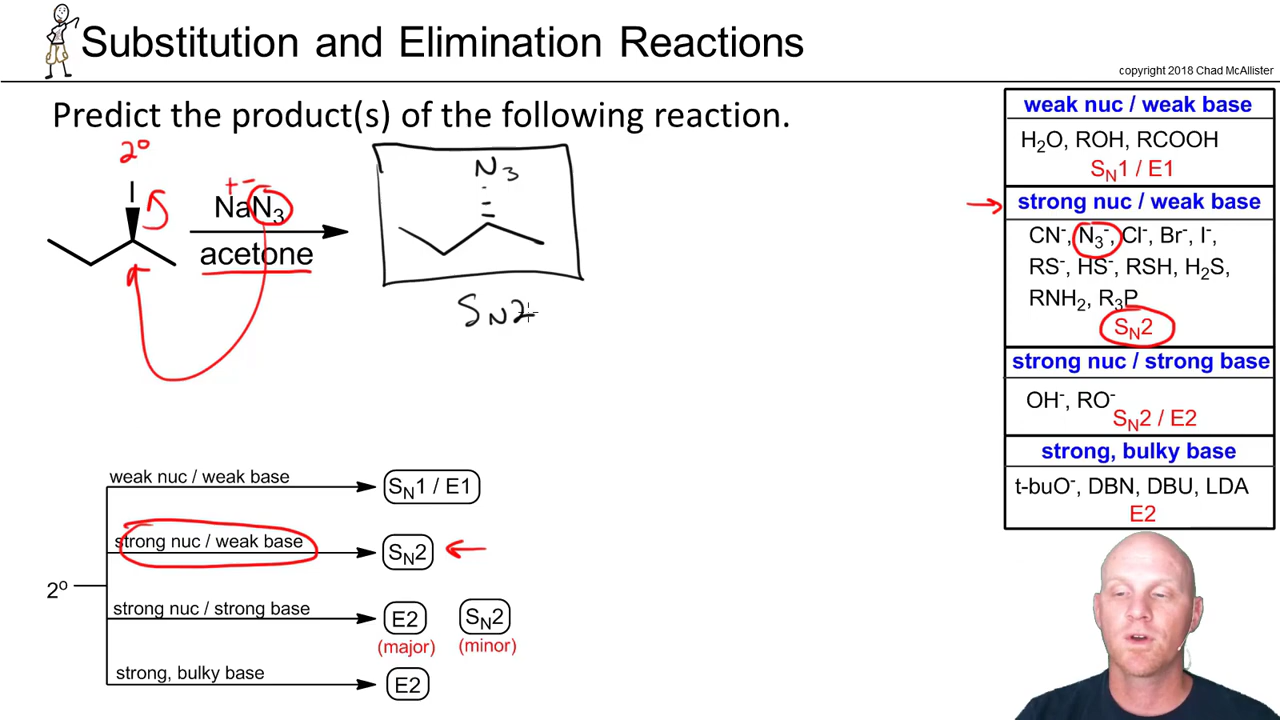 Substitution and Elimination Reactions
copyright 2018 Chad McAllister
Predict the product(s) of the following reaction.
2°
I
+ -
NaN3
acetone
N3
SN2
weak nuc / weak base
H2O, ROH, RCOOH
SN1 / E1
strong nuc / weak base
CN-, N3-, Cl-, Br-, I-,
RS-, HS-, RSH, H2S,
RNH2, R3P
SN2
strong nuc / strong base
OH-, RO-
SN2 / E2
strong, bulky base
t-buO-, DBN, DBU, LDA
E2
2º
weak nuc / weak base
SN1 / E1
strong nuc / weak base
SN2
strong nuc / strong base
E2
(major)
SN2
(minor)
strong, bulky base
E2